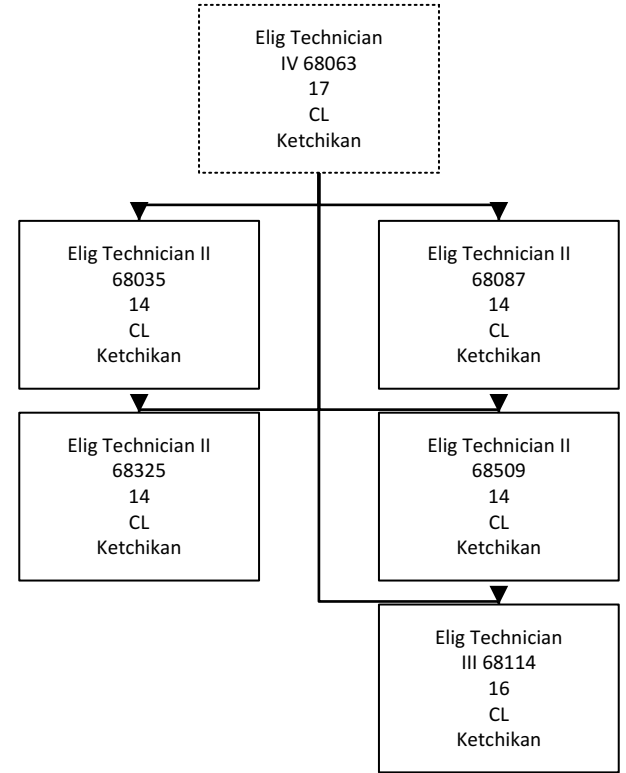 Elig Technician
IV 68063
17
CL
Ketchikan
Elig Technician II
68035
14
CL
Ketchikan
Elig Technician II
68087
14
CL
Ketchikan
Elig Technician II
68325
14
CL
Ketchikan
Elig Technician II
68509
14
CL
Ketchikan
Elig Technician
III 68114
16
CL
Ketchikan